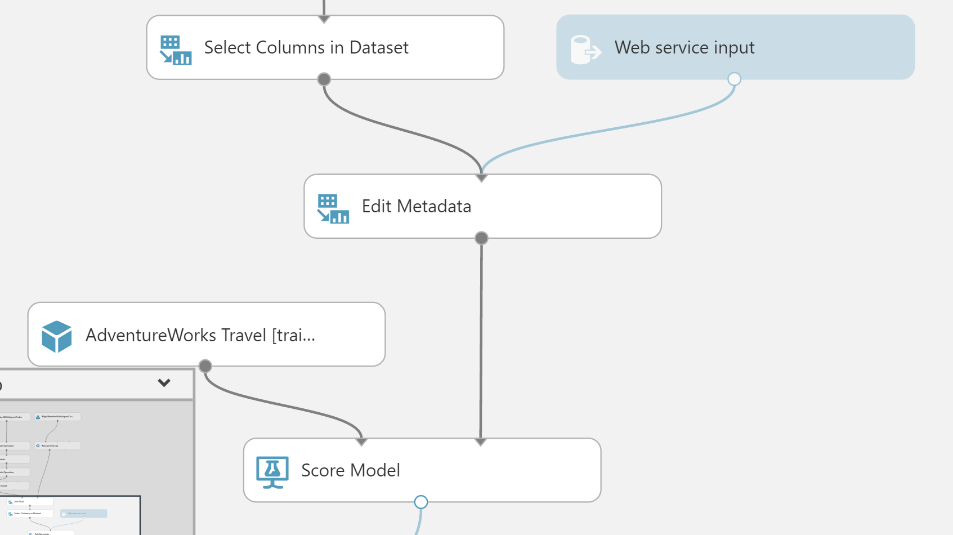 Select Columns in Dataset
Web service input
Edit Metadata
AdventureWorks Travel [trai...
Score Model